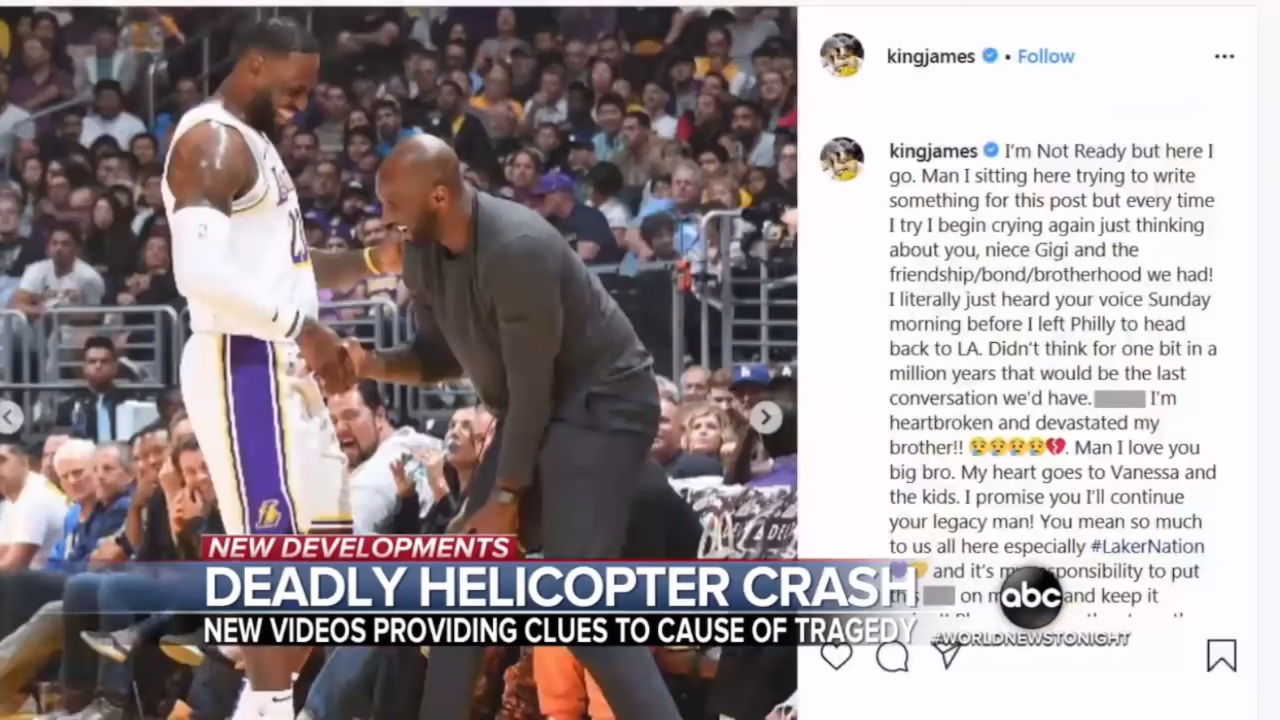 kingjames • Follow
kingjames I'm Not Ready but here I
go. Man I sitting here trying to write
something for this post but every time
I try I begin crying again just thinking
about you, niece Gigi and the
friendship/bond/brotherhood we had!
I literally just heard your voice Sunday
morning before I left Philly to head
back to LA. Didn't think for one bit in a
million years that would be the last
conversation we'd have. I'm
heartbroken and devastated my
brother!! 😢😢😢😢💔. Man I love you
big bro. My heart goes to Vanessa and
the kids. I promise you I'll continue
your legacy man! You mean so much
to us all here especially #LakerNation
and it's
to put
on
and keep it
NEW DEVELOPMENTS
DEADLY HELICOPTER CRASH
NEW VIDEOS PROVIDING CLUES TO CAUSE OF TRAGEDY
abc
#WORLDNEWSTONIGHT